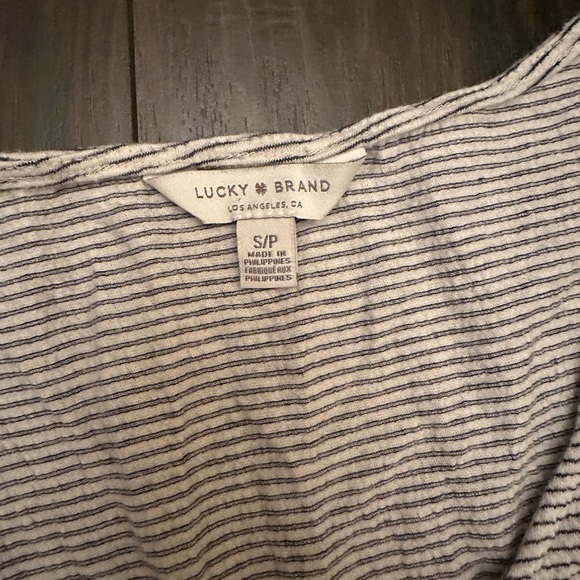 LUCKY BRAND
LOS ANGELES, CA
S/P
MADE IN
PHILIPPINES
FABRIQUÉ AUX
PHILIPPINES